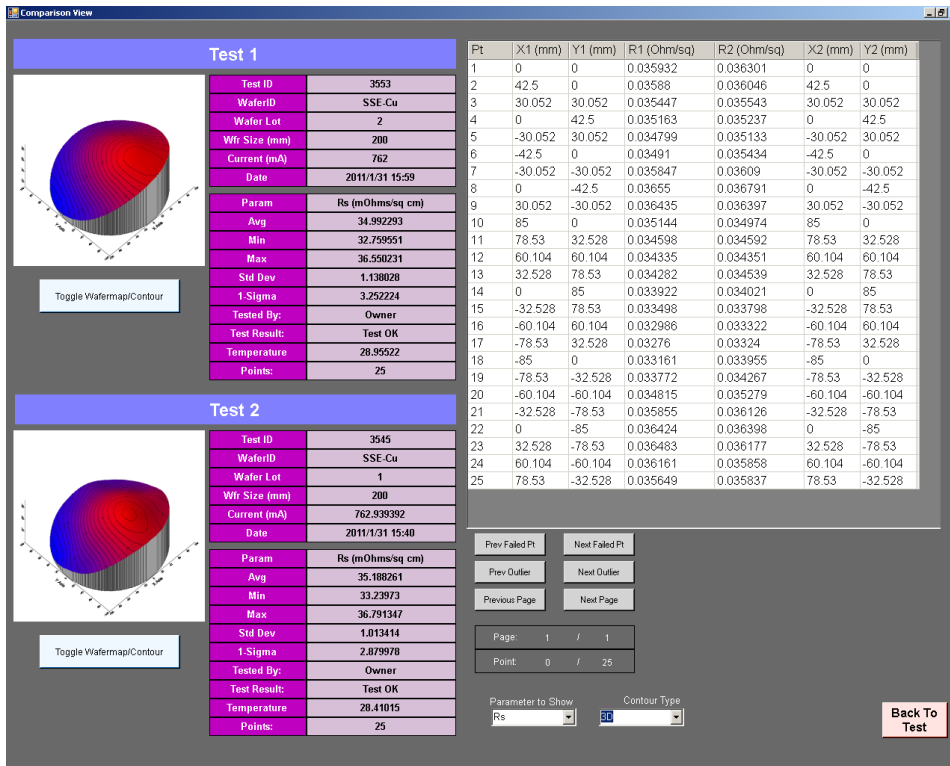 Comparison View
Test 1
Test ID 3553
WaferID SSE-Cu
Wafer Lot 2
Wfr Size (mm) 200
Current (mA) 762
Date 2011/1/31 15:59
Param Rs (mOhms/sq cm)
Avg 34.992293
Min 32.759551
Max 36.550231
Std Dev 1.138028
1-Sigma 3.252224
Tested By: Owner
Test Result: Test OK
Temperature 28.95522
Points: 25
Toggle Wafermap/Contour
Test 2
Test ID 3545
WaferID SSE-Cu
Wafer Lot 1
Wfr Size (mm) 200
Current (mA) 762.939392
Date 2011/1/31 15:40
Param Rs (mOhms/sq cm)
Avg 35.188261
Min 33.23973
Max 36.791347
Std Dev 1.013414
1-Sigma 2.879978
Tested By: Owner
Test Result: Test OK
Temperature 28.41015
Points: 25
Toggle Wafermap/Contour
Pt X1 (mm) Y1 (mm) R1 (Ohm/sq) R2 (Ohm/sq) X2 (mm) Y2 (mm)
1 0 0 0.035932 0.036301 0 0
2 42.5 0 0.03588 0.036046 42.5 0
3 30.052 30.052 0.035447 0.035543 30.052 30.052
4 0 42.5 0.035163 0.035237 0 42.5
5 -30.052 30.052 0.034799 0.035133 -30.052 30.052
6 -42.5 0 0.03491 0.035434 -42.5 0
7 -30.052 -30.052 0.035847 0.03609 -30.052 -30.052
8 0 -42.5 0.03655 0.036791 0 -42.5
9 30.052 -30.052 0.036435 0.036397 30.052 -30.052
10 85 0 0.035144 0.034974 85 0
11 78.53 32.528 0.034598 0.034592 78.53 32.528
12 60.104 60.104 0.034335 0.034351 60.104 60.104
13 32.528 78.53 0.034282 0.034539 32.528 78.53
14 0 85 0.033922 0.034021 0 85
15 -32.528 78.53 0.033498 0.033798 -32.528 78.53
16 -60.104 60.104 0.032986 0.033322 -60.104 60.104
17 -78.53 32.528 0.03276 0.03324 -78.53 32.528
18 -85 0 0.033161 0.033955 -85 0
19 -78.53 -32.528 0.033772 0.034267 -78.53 -32.528
20 -60.104 -60.104 0.034815 0.035279 -60.104 -60.104
21 -32.528 -78.53 0.035855 0.036126 -32.528 -78.53
22 0 -85 0.036424 0.036398 0 -85
23 32.528 -78.53 0.036483 0.036177 32.528 -78.53
24 60.104 -60.104 0.036161 0.035858 60.104 -60.104
25 78.53 -32.528 0.035649 0.035837 78.53 -32.528
Prev Failed Pt Next Failed Pt
Prev Outlier Next Outlier
Previous Page Next Page
Page: 1 / 1
Point: 0 / 25
Parameter to Show Contour Type
Rs 3D
Back To
Test